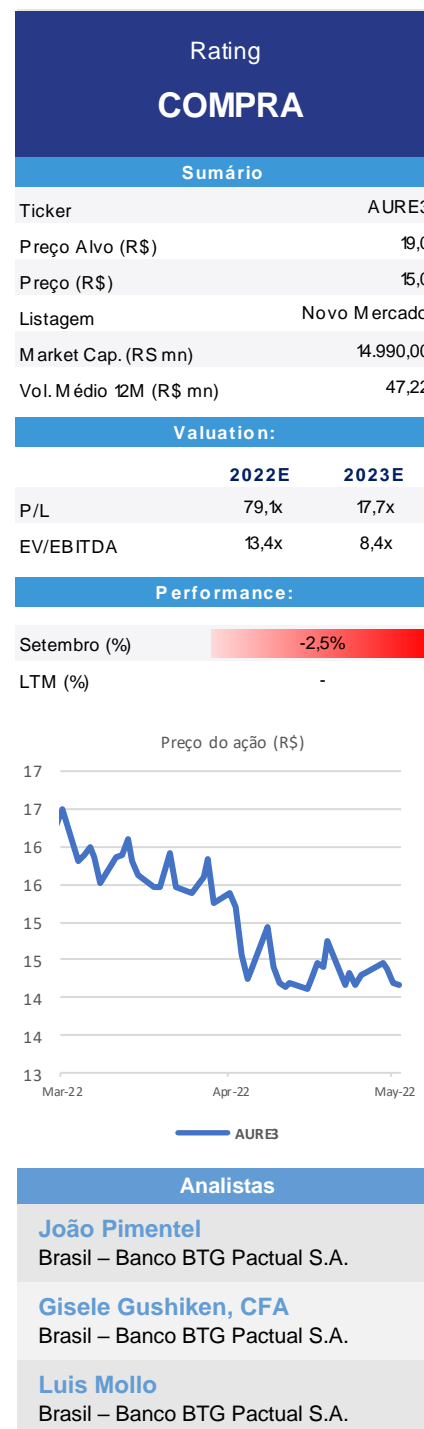 Rating
COMPRA
Sumário
Ticker AURE3
Preço Alvo (R$) 19,0
Preço (R$) 15,0
Listagem Novo Mercado
Market Cap. (RS mn) 14.990,00
Vol. Médio 12M (R$ mn) 47,22
Valuation:
2022E 2023E
P/L 79,1x 17,7x
EV/EBITDA 13,4x 8,4x
Performance:
Setembro (%) -2,5%
LTM (%) -
Preço do ação (R$)
17
17
16
16
15
15
14
14
13
Mar-22 Apr-22 May-22
AURE3
Analistas
João Pimentel
Brasil – Banco BTG Pactual S.A.
Gisele Gushiken, CFA
Brasil – Banco BTG Pactual S.A.
Luis Mollo
Brasil – Banco BTG Pactual S.A.